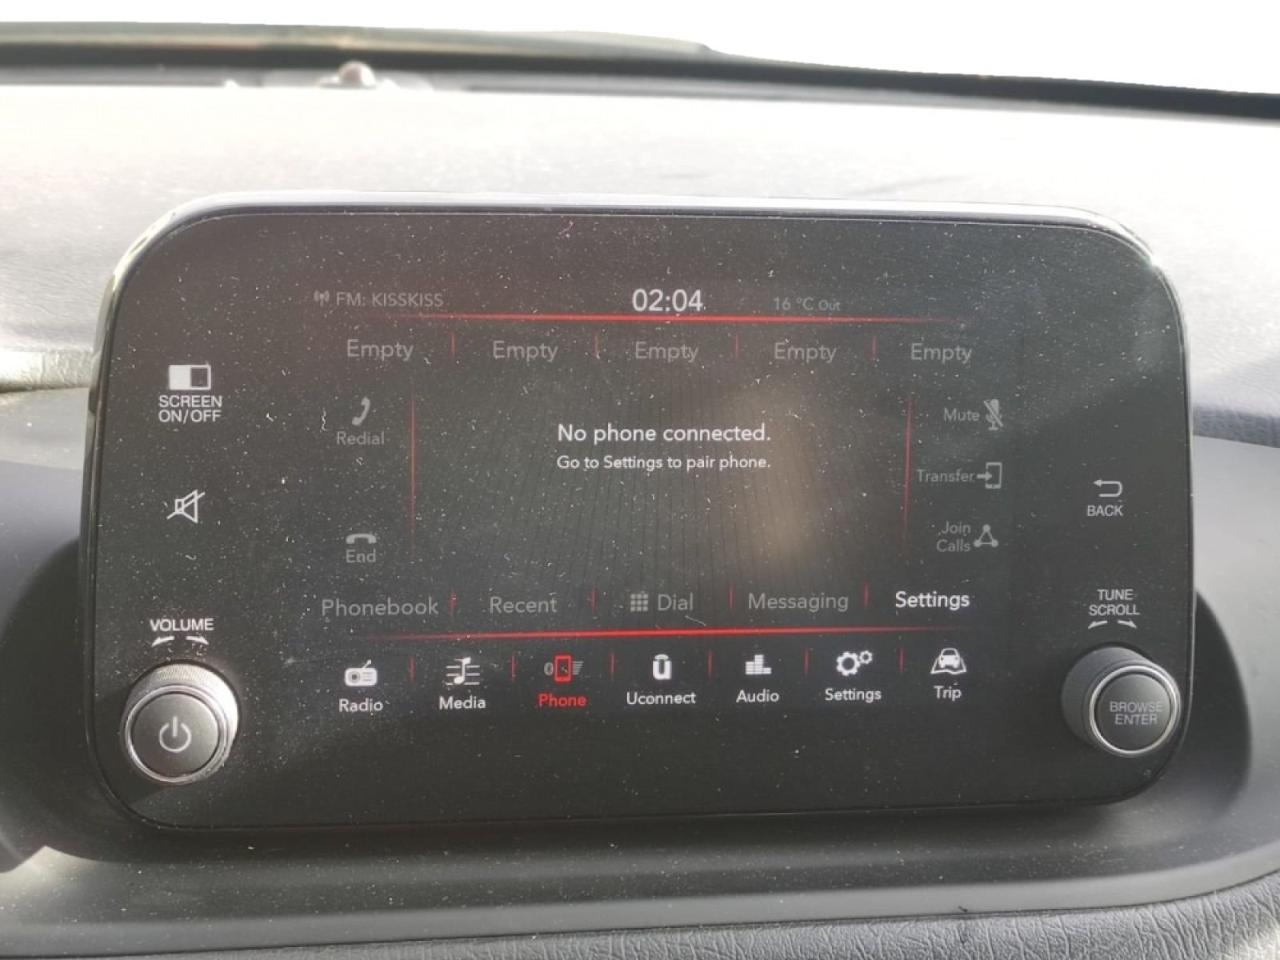 FM: KISSKISS 02:04 16 °C Out
Empty Empty Empty Empty Empty
SCREEN
ON/OFF
Redial
No phone connected.
Go to Settings to pair phone.
Mute
Transfer
Join
Calls
End
BACK
Phonebook Recent Dial Messaging Settings
TUNE
SCROLL
VOLUME
Radio Media Phone Uconnect Audio Settings Trip
BROWSE
ENTER